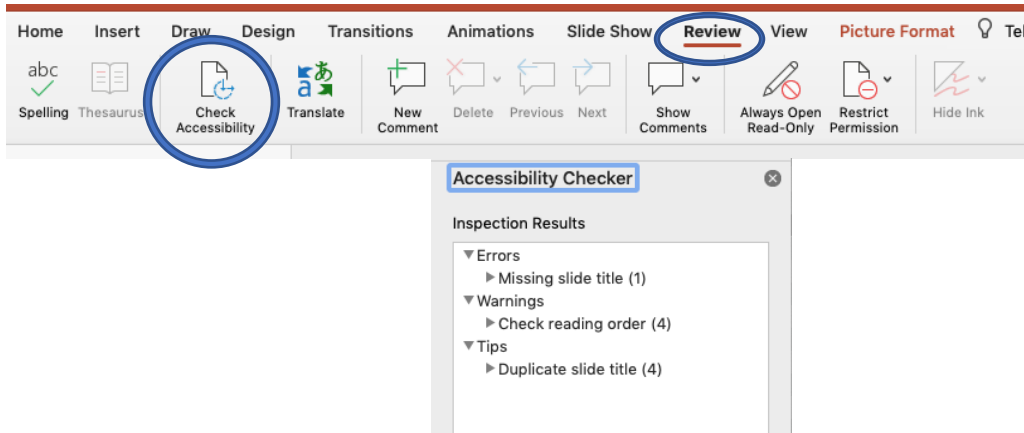 Home Insert Draw Design Transitions Animations Slide Show Review View Picture Format Tel
abc あ a
Spelling Thesaurus Check Accessibility Translate New Comment Delete Previous Next Show Comments Always Open Read-Only Restrict Permission Hide Ink
Accessibility Checker
Inspection Results
Errors
Missing slide title (1)
Warnings
Check reading order (4)
Tips
Duplicate slide title (4)